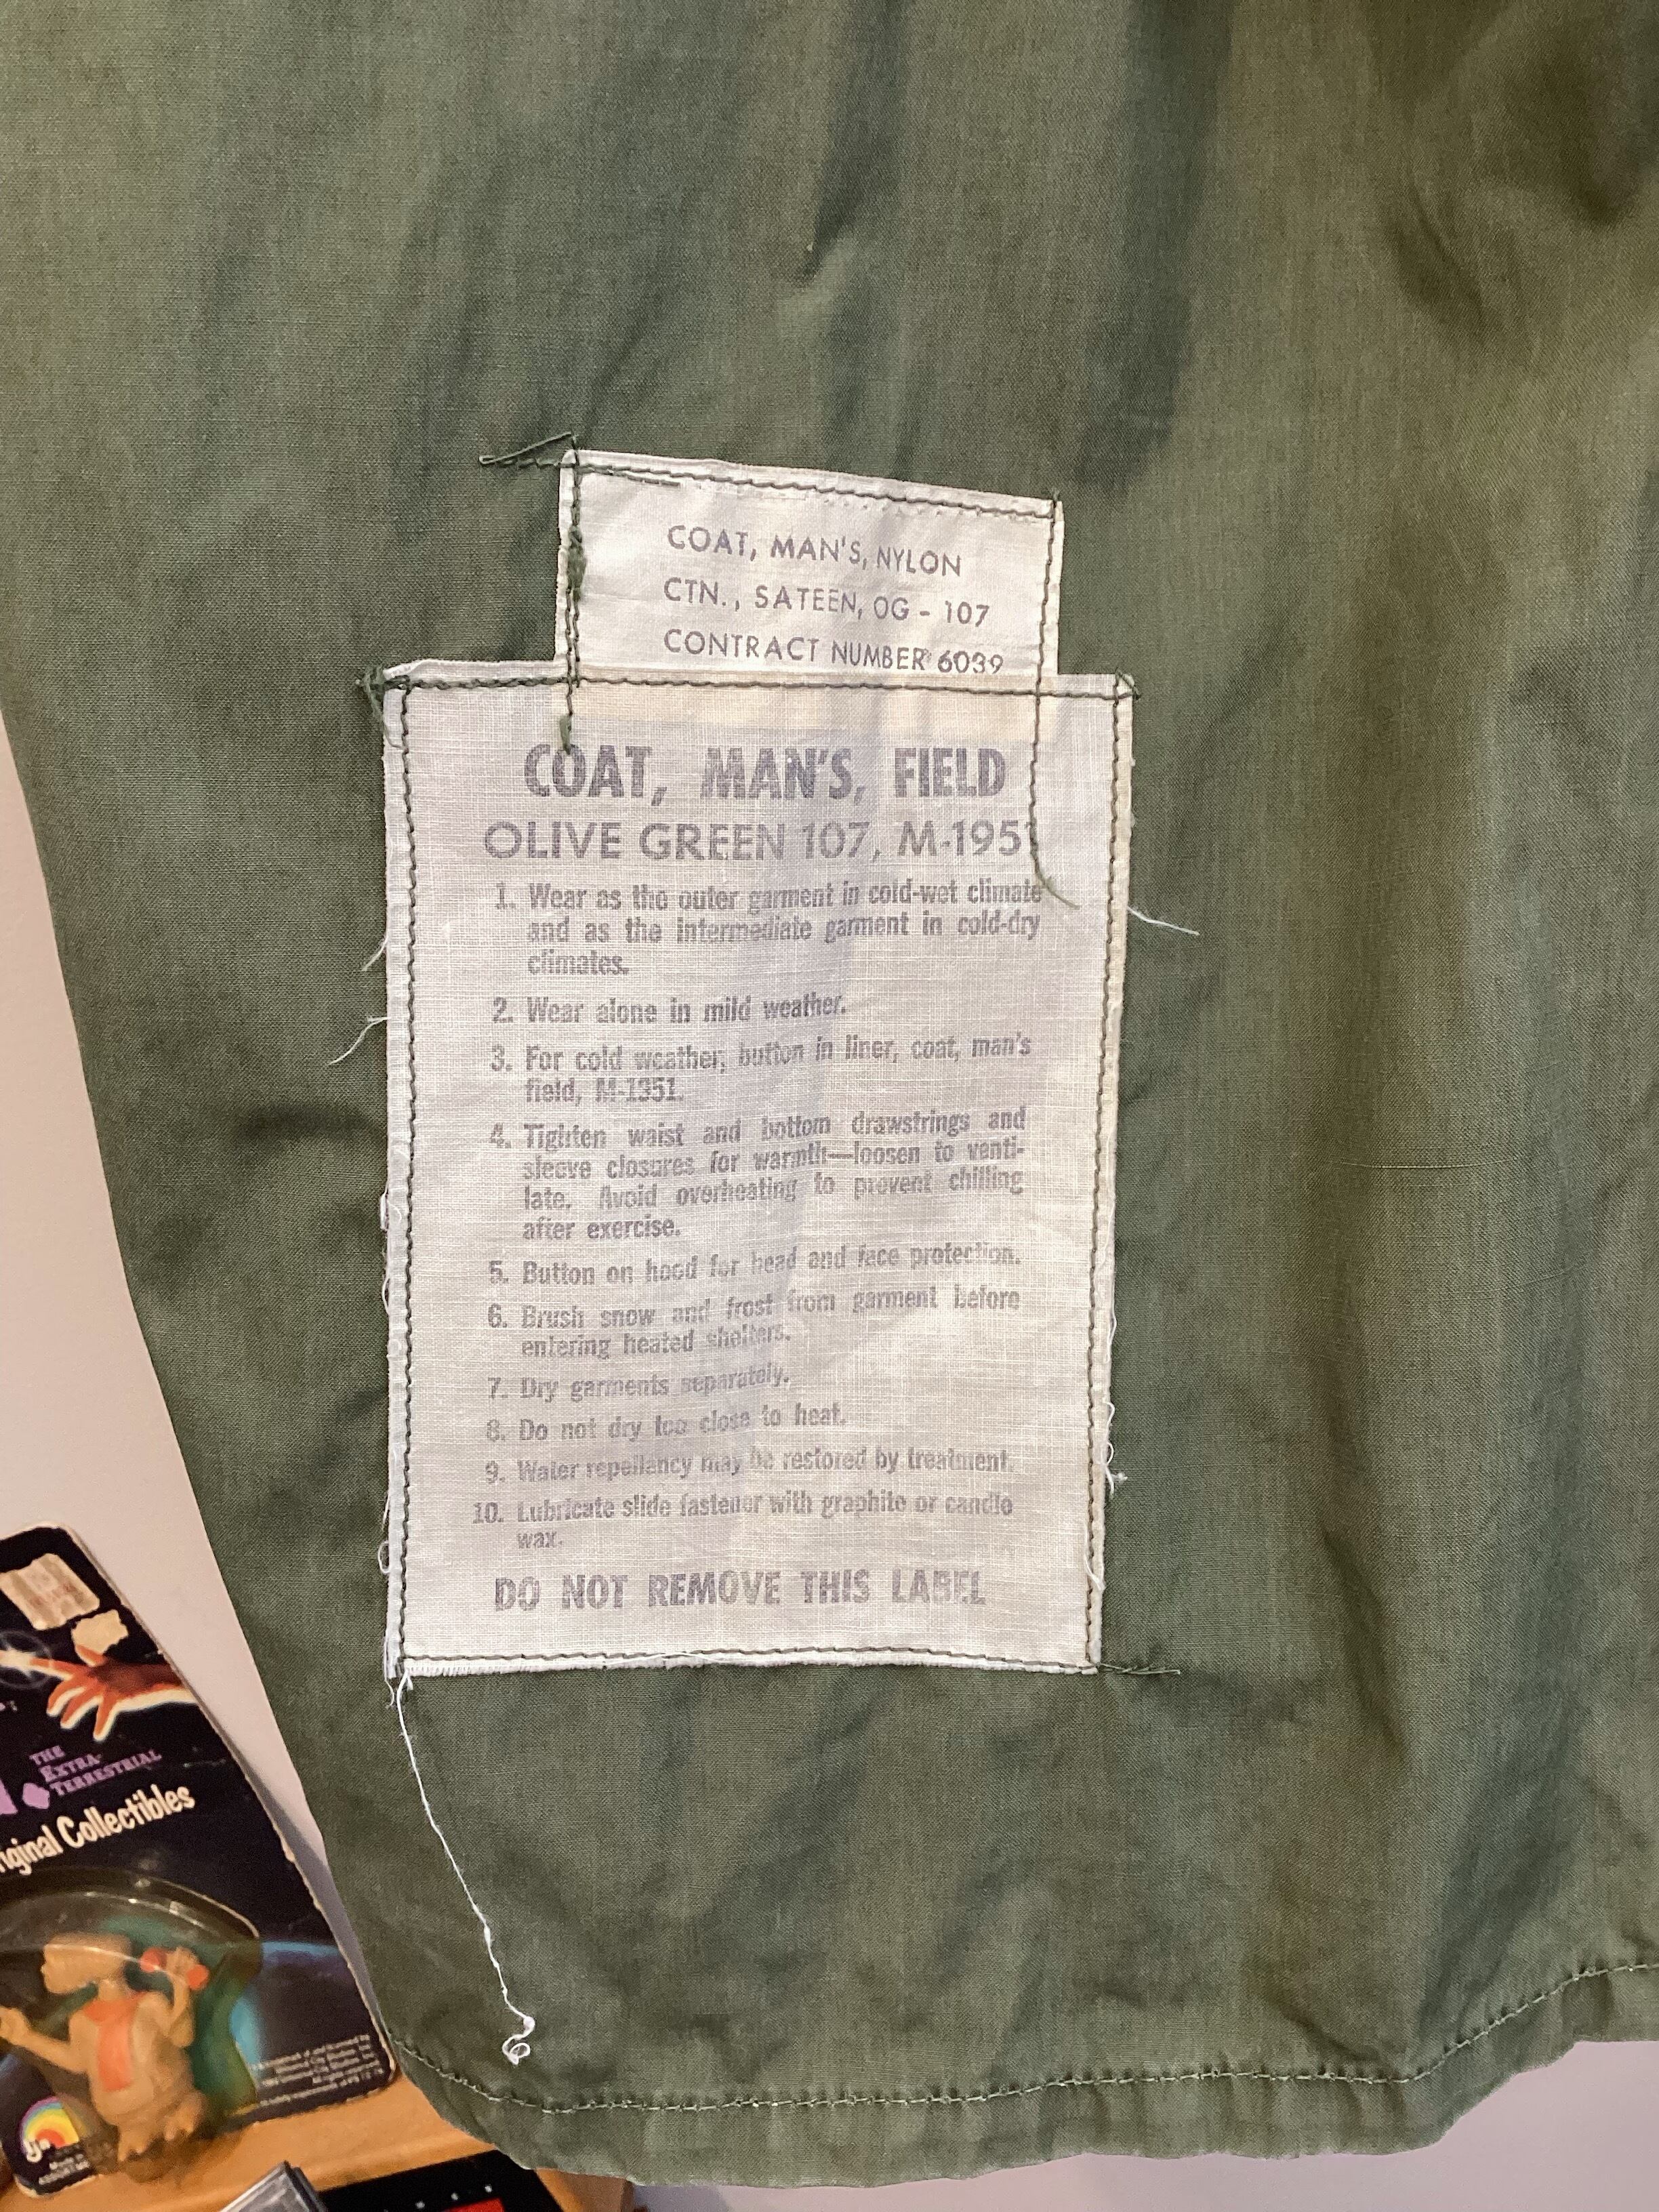 COAT, MAN'S, NYLON
CTN., SATEEN, OG - 107
CONTRACT NUMBER 6039
COAT, MAN'S, FIELD
OLIVE GREEN 107, M-1951
1. Wear as the outer garment in cold-wet climate
and as the intermediate garment in cold-dry
climates.
2. Wear alone in mild weather.
3. For cold weather, button in liner, coat, man's
field, M-1951.
4. Tighten waist and bottom drawstrings and
sleeve closures for warmth—loosen to venti-
late. Avoid overheating to prevent chilling
after exercise.
5. Button on hood for head and face protection.
6. Brush snow and frost from garment before
entering heated shelters.
7. Dry garments separately.
8. Do not dry too close to heat.
9. Water repellancy may be restored by treatment.
10. Lubricate slide fastener with graphite or candle
wax.
DO NOT REMOVE THIS LABEL
THE
EXTRA-
TERRESTRIAL
Collectibles
LJN
Made in